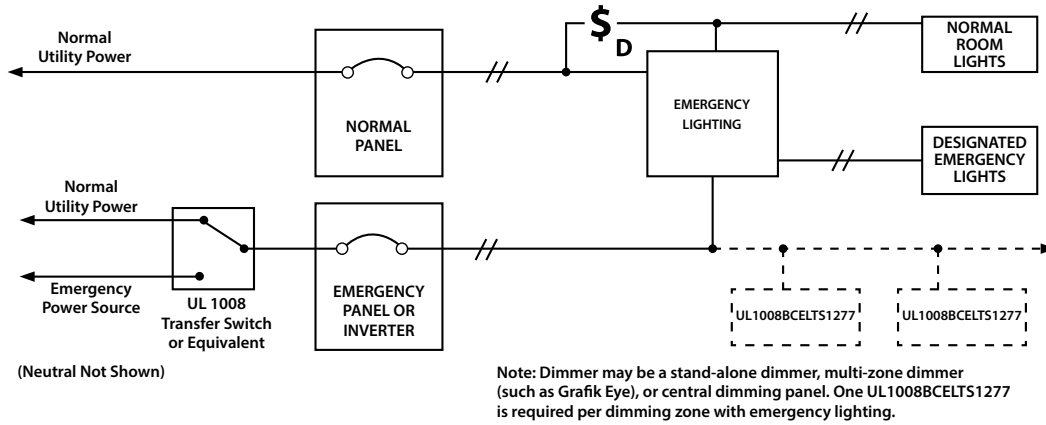 Normal
Utility Power
NORMAL
PANEL
$
D
EMERGENCY
LIGHTING
NORMAL
ROOM
LIGHTS
DESIGNATED
EMERGENCY
LIGHTS
Normal
Utility Power
Emergency
Power Source
UL 1008
Transfer Switch
or Equivalent
EMERGENCY
PANEL OR
INVERTER
UL1008BCELTS1277
UL1008BCELTS1277
(Neutral Not Shown)
Note: Dimmer may be a stand-alone dimmer, multi-zone dimmer
(such as Grafik Eye), or central dimming panel. One UL1008BCELTS1277
is required per dimming zone with emergency lighting.